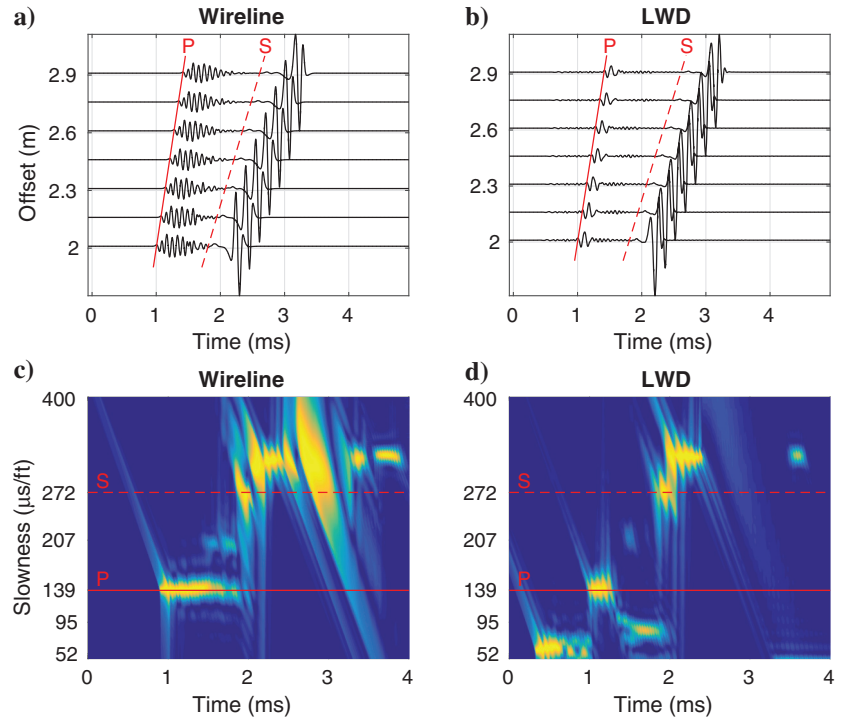 a)
Wireline
P
S
2.9
2.6
2.3
2
Offset (m)
0
1
2
3
4
Time (ms)
b)
LWD
P
S
2.9
2.6
2.3
2
0
1
2
3
4
Time (ms)
c)
Wireline
400
272
207
139
95
52
Slowness (µs/ft)
S
P
0
1
2
3
4
Time (ms)
d)
LWD
400
272
207
139
95
52
S
P
0
1
2
3
4
Time (ms)